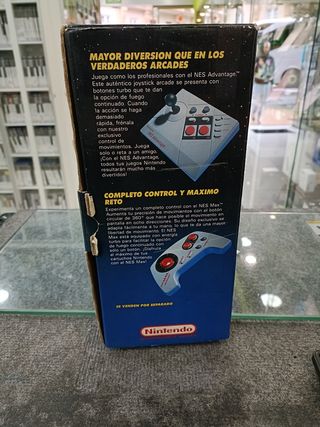 MAYOR DIVERSION QUE EN LOS
VERDADEROS ARCADES
Juega como los profesionales con el NES Advantage™
Este auténtico joystick arcade se presenta con
botones turbo que te dan
la opción de fuego
continuado. Cuando la
acción se haga
demasiado
rápida, frénala
con nuestro
exclusivo
control de
movimientos. Juega
solo o reta a un amigo.
¡Con el NES Advantage,
todos tus juegos Nintendo
resultarán mucho más
divertidos!
COMPLETO CONTROL Y MAXIMO
RETO
Experimenta un completo control con el NES Max™
Aumenta tu precisión de movimientos con el botón
circular de 360° que hace posible el movimiento en
pantalla en ocho direcciones. Su diseño exclusivo se
adapta fácilmente a tu mano, lo que te da una mayor
libertad de movimiento. El NES
Max está equipado con energía
turbo para facilitar tu opción
de fuego continuado con
sólo un botón. ¡Disfruta
al máximo de tus
cartuchos Nintendo
con el NES Max!
SE VENDEN POR SEPARADO
Nintendo